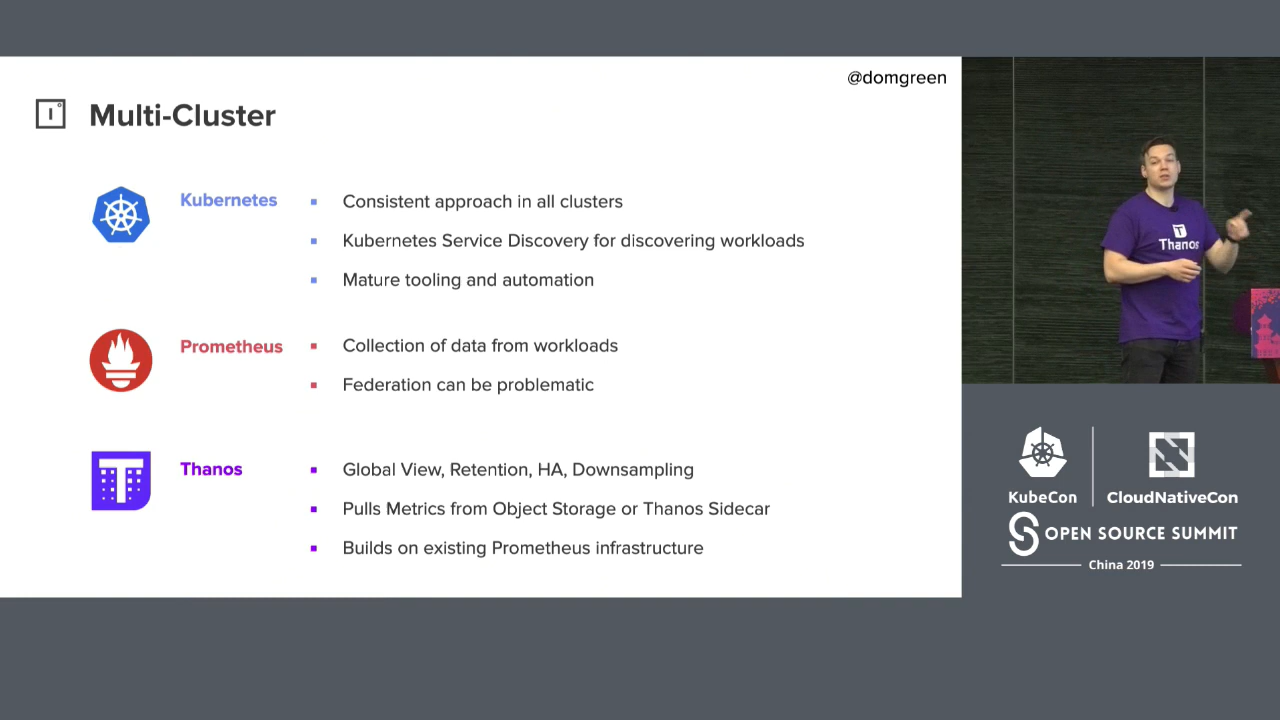 @domgreen
Multi-Cluster
Kubernetes
Consistent approach in all clusters
Kubernetes Service Discovery for discovering workloads
Mature tooling and automation
Prometheus
Collection of data from workloads
Federation can be problematic
Thanos
Global View, Retention, HA, Downsampling
Pulls Metrics from Object Storage or Thanos Sidecar
Builds on existing Prometheus infrastructure
T
Thanos
KubeCon
CloudNativeCon
OPEN SOURCE SUMMIT
China 2019